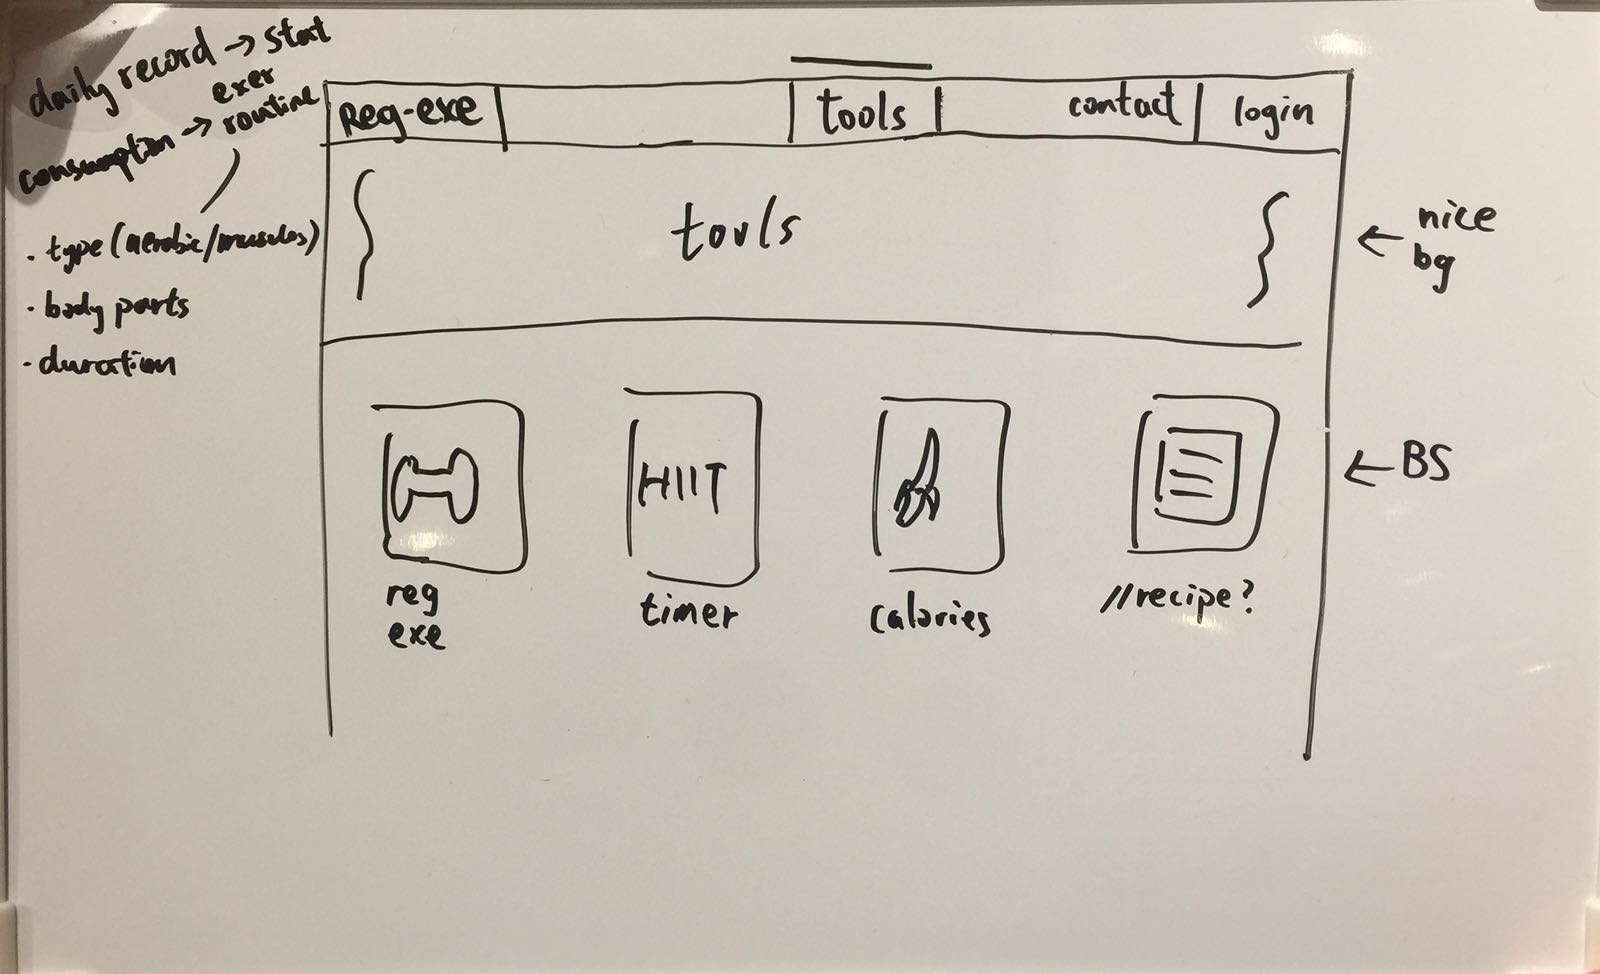 daily record → stat
consumption → exer routine
· type (aerobic/muscles)
· body parts
· duration
Reg-exe tools contact login
tools
← nice bg
HIIT
← BS
reg exe
timer
calories
//recipe?